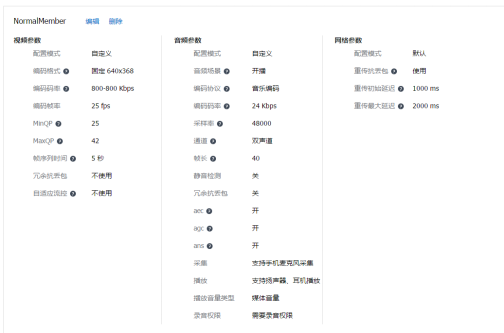 NormalMember 编辑 删除
视频参数
配置模式 自定义
编码格式 固定 640x368
编码码率 800-800 Kbps
编码帧率 25 fps
MinQP 25
MaxQP 42
帧序列时间 5 秒
冗余抗丢包 不使用
自适应流控 不使用
音频参数
配置模式 自定义
音频场景 开播
编码协议 音乐编码
编码码率 24 Kbps
采样率 48000
通道 双声道
帧长 40
静音检测 关
冗余抗丢包 关
aec 开
agc 开
ans 开
采集 支持手机麦克风采集
播放 支持扬声器、耳机播放
播放音量类型 媒体音量
录音权限 需要录音权限
网络参数
配置模式 默认
重传抗丢包 使用
重传初始延迟 1000 ms
重传最大延迟 2000 ms